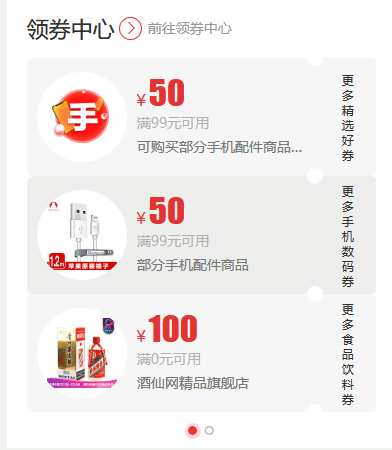 领券中心 前往领券中心
手
¥50
满99元可用
可购买部分手机配件商品...
更多精选好券
¥50
满99元可用
部分手机配件商品
更多手机数码券
1.2
苹果原装端子
¥100
满0元可用
酒仙网精品旗舰店
更多食品饮料券